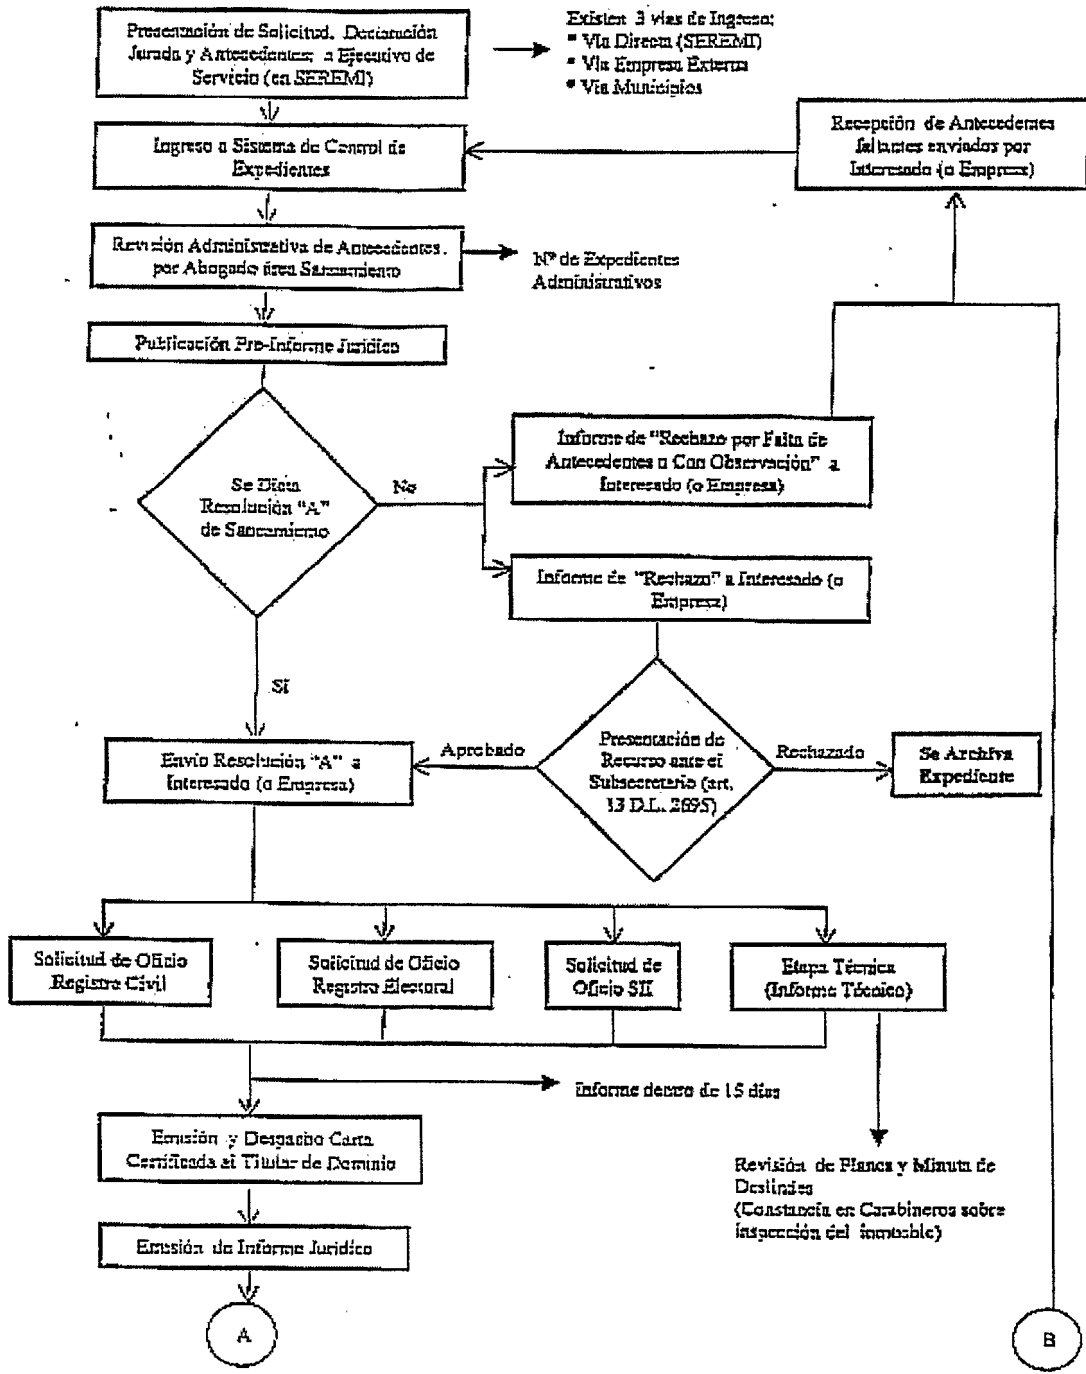 Presentación de Solicitud, Declaración
Jurada y Antecedentes; a Ejecutivo de
Servicio (en SEREMI)
Existen 3 vías de Ingreso:
* Vía Directa (SEREMI)
* Vía Empresa Externa
* Vía Municipios
Ingreso a Sistema de Control de
Expedientes
Recepción de Antecedentes
faltantes enviados por
Interesado (o Empresa)
Revisión Administrativa de Antecedentes.
por Abogado área Saneamiento
Nº de Expedientes
Administrativos
Publicación Pre-Informe Jurídico
Se Dicta
Resolución "A"
de Saneamiento
No
Informe de "Rechazo por Falta de
Antecedentes o Con Observación" a
Interesado (o Empresa)
Informe de "Rechazo" a Interesado (o
Empresa)
Sí
Envío Resolución "A" a
Interesado (o Empresa)
Aprobado
Presentación de
Recurso ante el
Subsecretario (art.
13 D.L. 2695)
Rechazado
Se Archiva
Expediente
Solicitud de Oficio
Registro Civil
Solicitud de Oficio
Registro Electoral
Solicitud de
Oficio SII
Etapa Técnica
(Informe Técnico)
Informe dentro de 15 días
Emisión y Despacho Carta
Certificada al Titular de Dominio
Revisión de Planos y Minuta de
Deslindes
(Constancia en Carabineros sobre
inspección del inmueble)
Emisión de Informe Jurídico
A
B